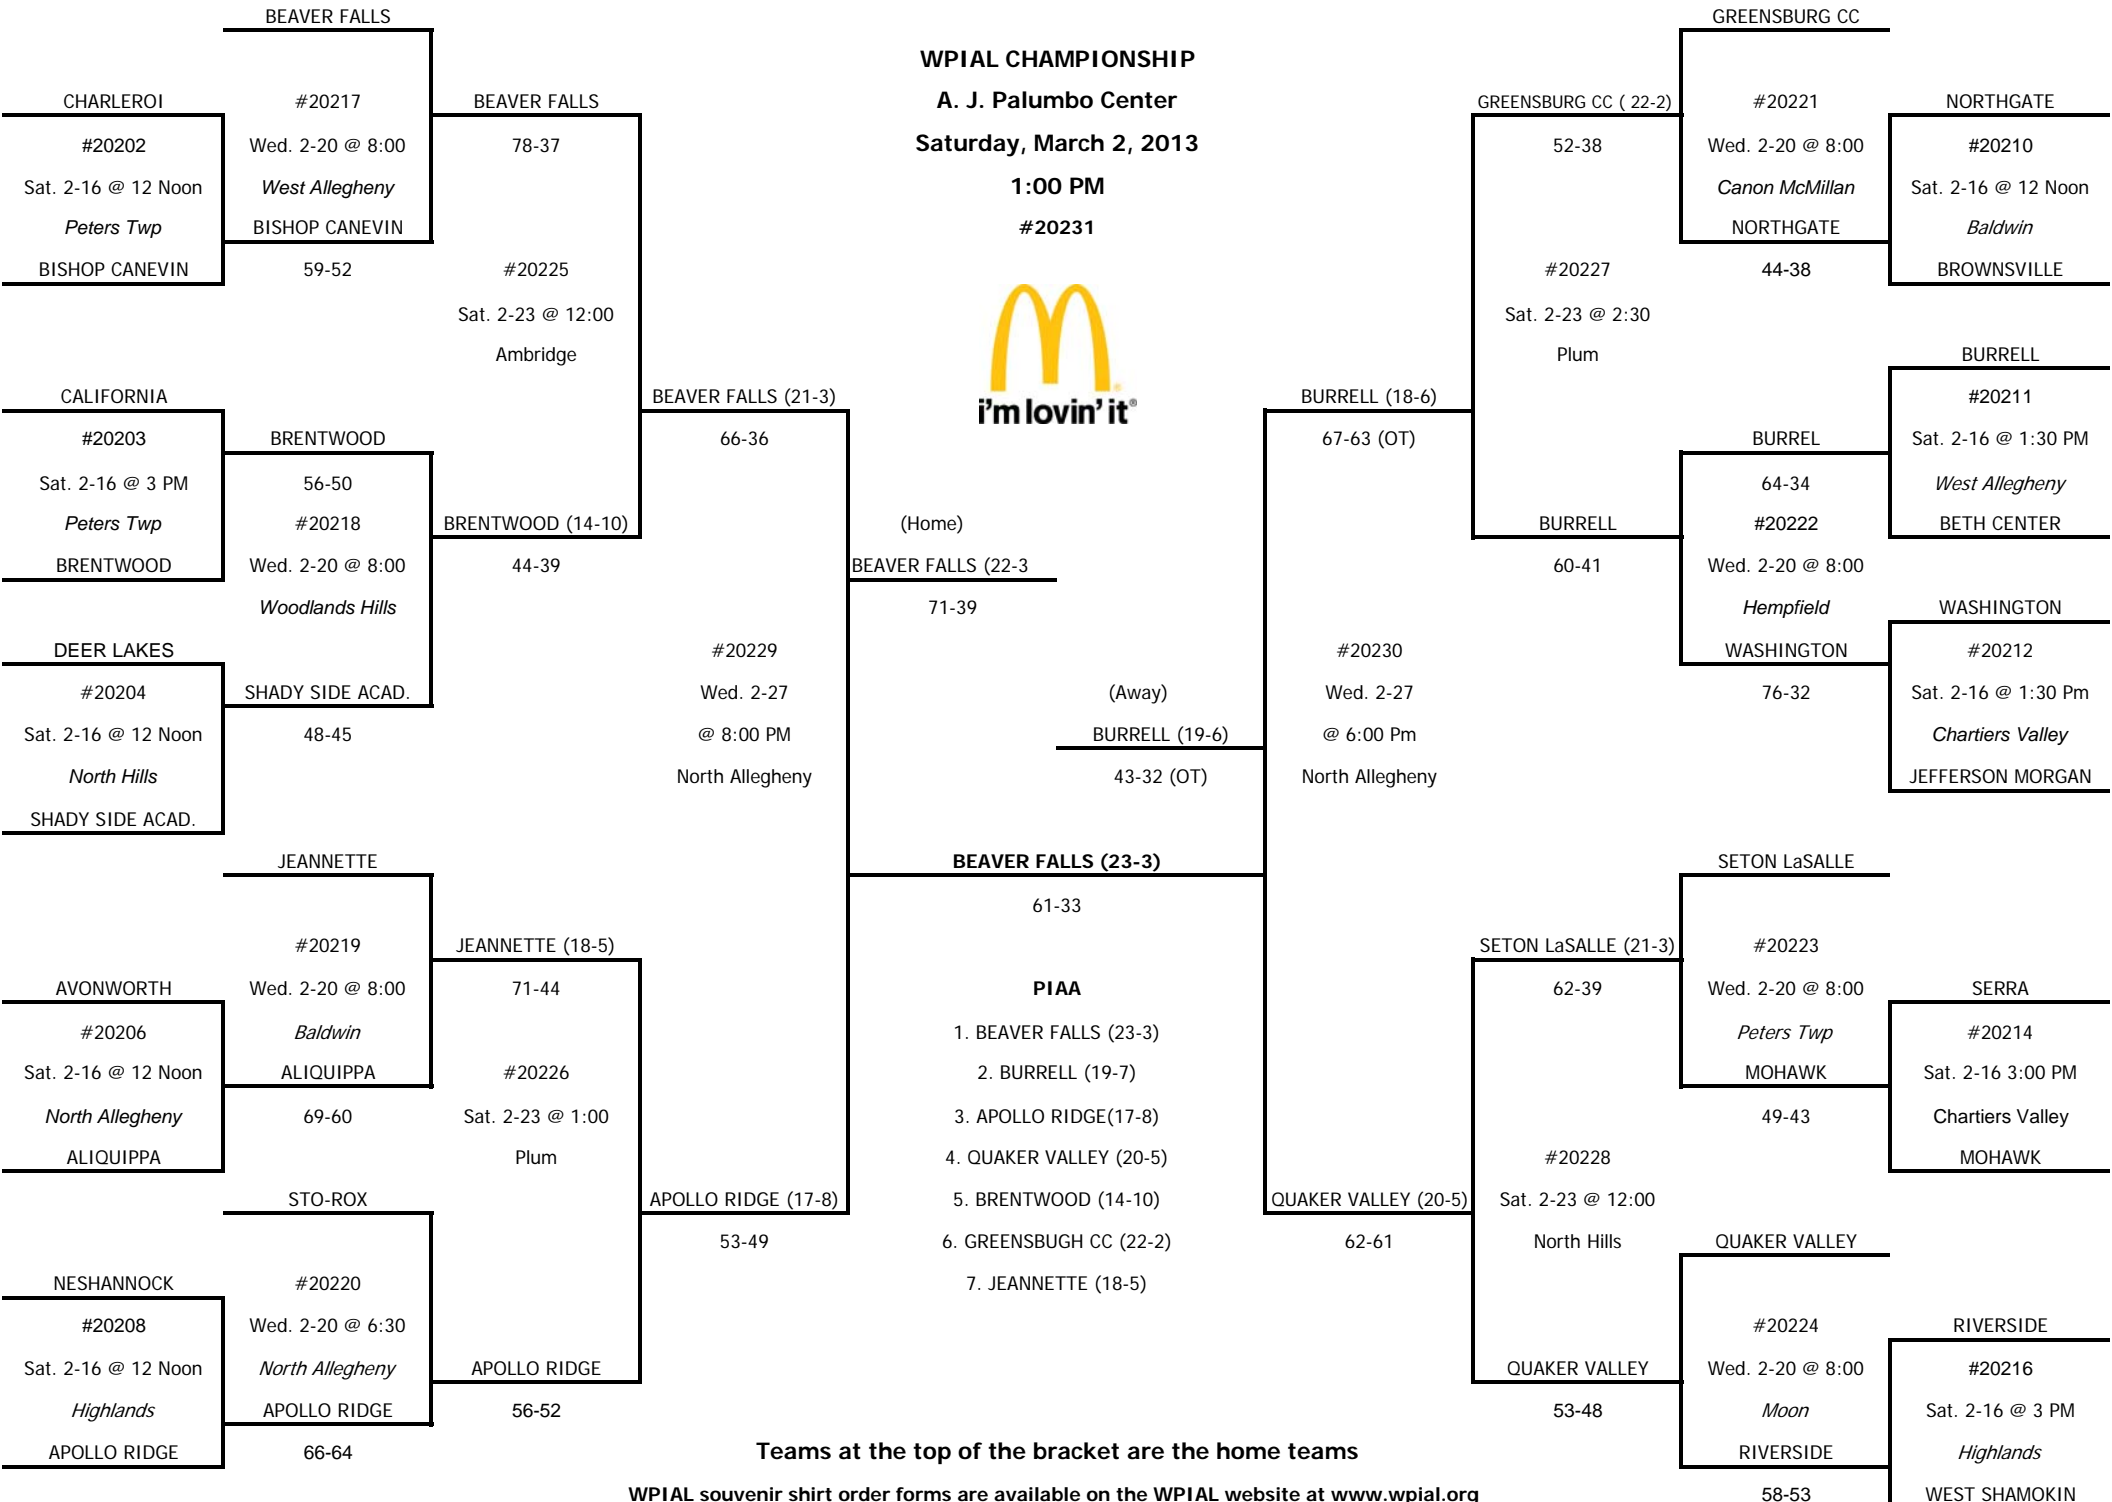 BEAVER FALLS
CHARLEROI
#20202
Sat. 2-16 @ 12 Noon
Peters Twp
BISHOP CANEVIN
#20217
Wed. 2-20 @ 8:00
West Allegheny
BISHOP CANEVIN
59-52
BEAVER FALLS
78-37
#20225
Sat. 2-23 @ 12:00
Ambridge
CALIFORNIA
#20203
Sat. 2-16 @ 3 PM
Peters Twp
BRENTWOOD
BRENTWOOD
56-50
#20218
Wed. 2-20 @ 8:00
Woodlands Hills
BRENTWOOD (14-10)
44-39
DEER LAKES
#20204
Sat. 2-16 @ 12 Noon
North Hills
SHADY SIDE ACAD.
SHADY SIDE ACAD.
48-45
BEAVER FALLS (21-3)
66-36
#20229
Wed. 2-27
@ 8:00 PM
North Allegheny
JEANNETTE
AVONWORTH
#20206
Sat. 2-16 @ 12 Noon
North Allegheny
ALIQUIPPA
#20219
Wed. 2-20 @ 8:00
Baldwin
ALIQUIPPA
69-60
JEANNETTE (18-5)
71-44
#20226
Sat. 2-23 @ 1:00
Plum
STO-ROX
NESHANNOCK
#20208
Sat. 2-16 @ 12 Noon
Highlands
APOLLO RIDGE
#20220
Wed. 2-20 @ 6:30
North Allegheny
APOLLO RIDGE
66-64
APOLLO RIDGE
56-52
APOLLO RIDGE (17-8)
53-49
WPIAL CHAMPIONSHIP
A. J. Palumbo Center
Saturday, March 2, 2013
1:00 PM
#20231
i'm lovin' it®
(Home)
BEAVER FALLS (22-3
71-39
(Away)
BURRELL (19-6)
43-32 (OT)
BEAVER FALLS (23-3)
61-33
PIAA
1. BEAVER FALLS (23-3)
2. BURRELL (19-7)
3. APOLLO RIDGE(17-8)
4. QUAKER VALLEY (20-5)
5. BRENTWOOD (14-10)
6. GREENSBUGH CC (22-2)
7. JEANNETTE (18-5)
BURRELL (18-6)
67-63 (OT)
#20230
Wed. 2-27
@ 6:00 Pm
North Allegheny
QUAKER VALLEY (20-5)
62-61
GREENSBURG CC
GREENSBURG CC ( 22-2)
52-38
#20227
Sat. 2-23 @ 2:30
Plum
#20221
Wed. 2-20 @ 8:00
Canon McMillan
NORTHGATE
44-38
NORTHGATE
#20210
Sat. 2-16 @ 12 Noon
Baldwin
BROWNSVILLE
BURRELL
60-41
BURREL
64-34
#20222
Wed. 2-20 @ 8:00
Hempfield
WASHINGTON
76-32
BURRELL
#20211
Sat. 2-16 @ 1:30 PM
West Allegheny
BETH CENTER
WASHINGTON
#20212
Sat. 2-16 @ 1:30 Pm
Chartiers Valley
JEFFERSON MORGAN
SETON LaSALLE
SETON LaSALLE (21-3)
62-39
#20228
Sat. 2-23 @ 12:00
North Hills
#20223
Wed. 2-20 @ 8:00
Peters Twp
MOHAWK
49-43
SERRA
#20214
Sat. 2-16 3:00 PM
Chartiers Valley
MOHAWK
QUAKER VALLEY
QUAKER VALLEY
53-48
#20224
Wed. 2-20 @ 8:00
Moon
RIVERSIDE
58-53
RIVERSIDE
#20216
Sat. 2-16 @ 3 PM
Highlands
WEST SHAMOKIN
Teams at the top of the bracket are the home teams
WPIAL souvenir shirt order forms are available on the WPIAL website at www.wpial.org